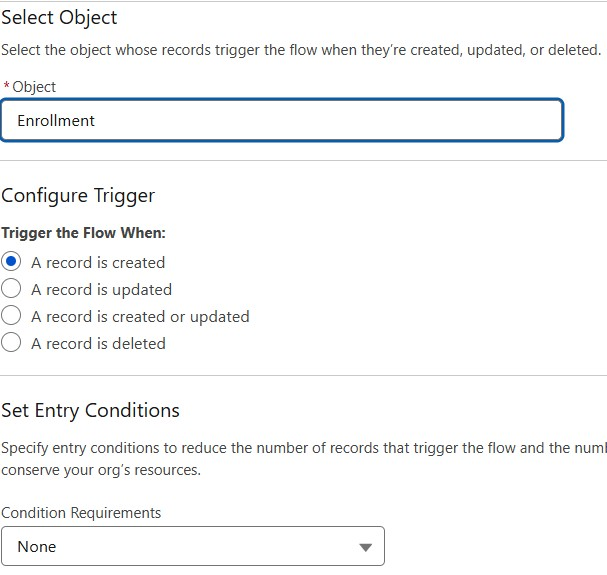 Select Object
Select the object whose records trigger the flow when they're created, updated, or deleted.
* Object
Enrollment
Configure Trigger
Trigger the Flow When:
A record is created
A record is updated
A record is created or updated
A record is deleted
Set Entry Conditions
Specify entry conditions to reduce the number of records that trigger the flow and the
conserve your org's resources.
Condition Requirements
None